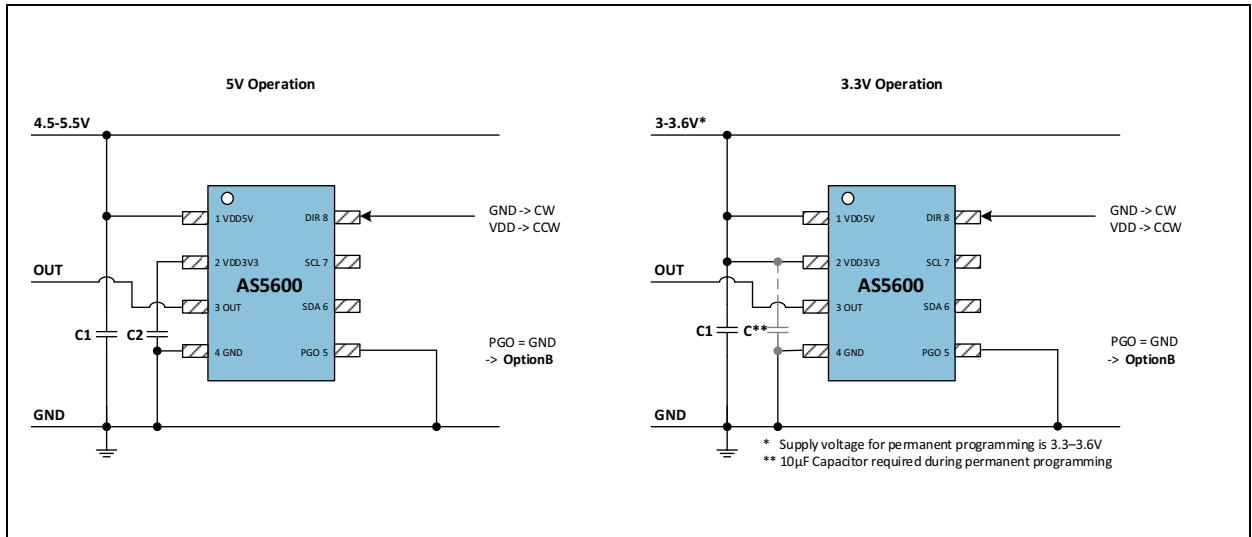 5V Operation
4.5-5.5V
1 VDD5V
DIR 8
GND -> CW
VDD -> CCW
2 VDD3V3
SCL 7
OUT
AS5600
3 OUT
SDA 6
C1
C2
4 GND
PGO 5
PGO = GND
-> OptionB
GND
3.3V Operation
3-3.6V*
1 VDD5V
DIR 8
GND -> CW
VDD -> CCW
2 VDD3V3
SCL 7
OUT
AS5600
3 OUT
SDA 6
C1
C**
4 GND
PGO 5
PGO = GND
-> OptionB
GND
* Supply voltage for permanent programming is 3.3–3.6V
** 10µF Capacitor required during permanent programming